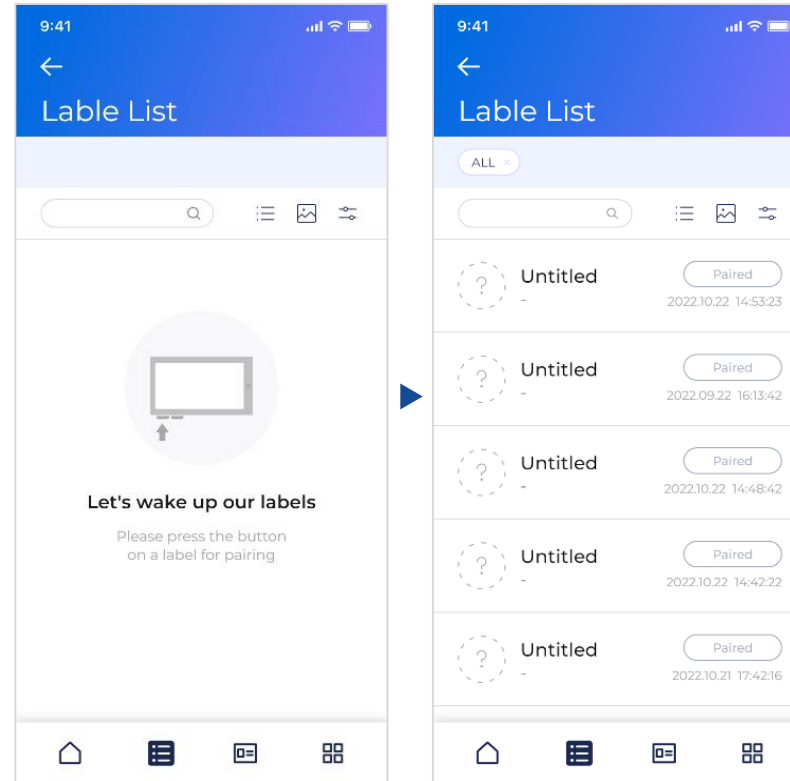 9:41
Lable List
Let's wake up our labels
Please press the button
on a label for pairing
9:41
Lable List
ALL ×
Untitled
-
Paired
2022.10.22 14:53:23
Untitled
-
Paired
2022.09.22 16:13:42
Untitled
-
Paired
2022.10.22 14:48:42
Untitled
-
Paired
2022.10.22 14:42:22
Untitled
-
Paired
2022.10.21 17:42:16